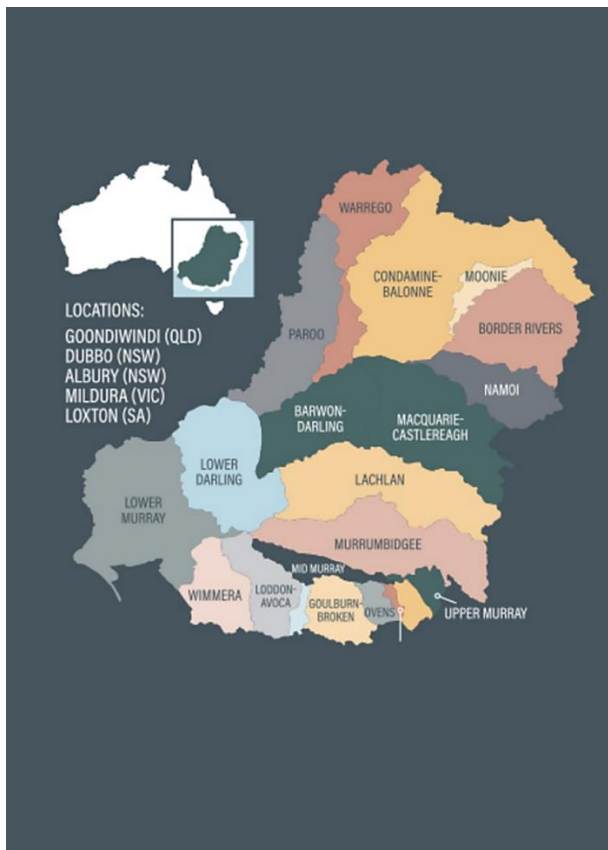 WARREGO
CONDAMINE-
BALONNE
MOONIE
LOCATIONS:
GOONDIWINDI (QLD)
DUBBO (NSW)
ALBURY (NSW)
MILDURA (VIC)
LOXTON (SA)
PAROO
BORDER RIVERS
NAMOI
BARWON-
DARLING
MACQUARIE-
CASTLEREAGH
LOWER
DARLING
LACHLAN
LOWER
MURRAY
MURRUMBIDGEE
MID MURRAY
WIMMERA
LODDON-
AVOCA
GOULBURN-
BROKEN
OVENS
UPPER MURRAY